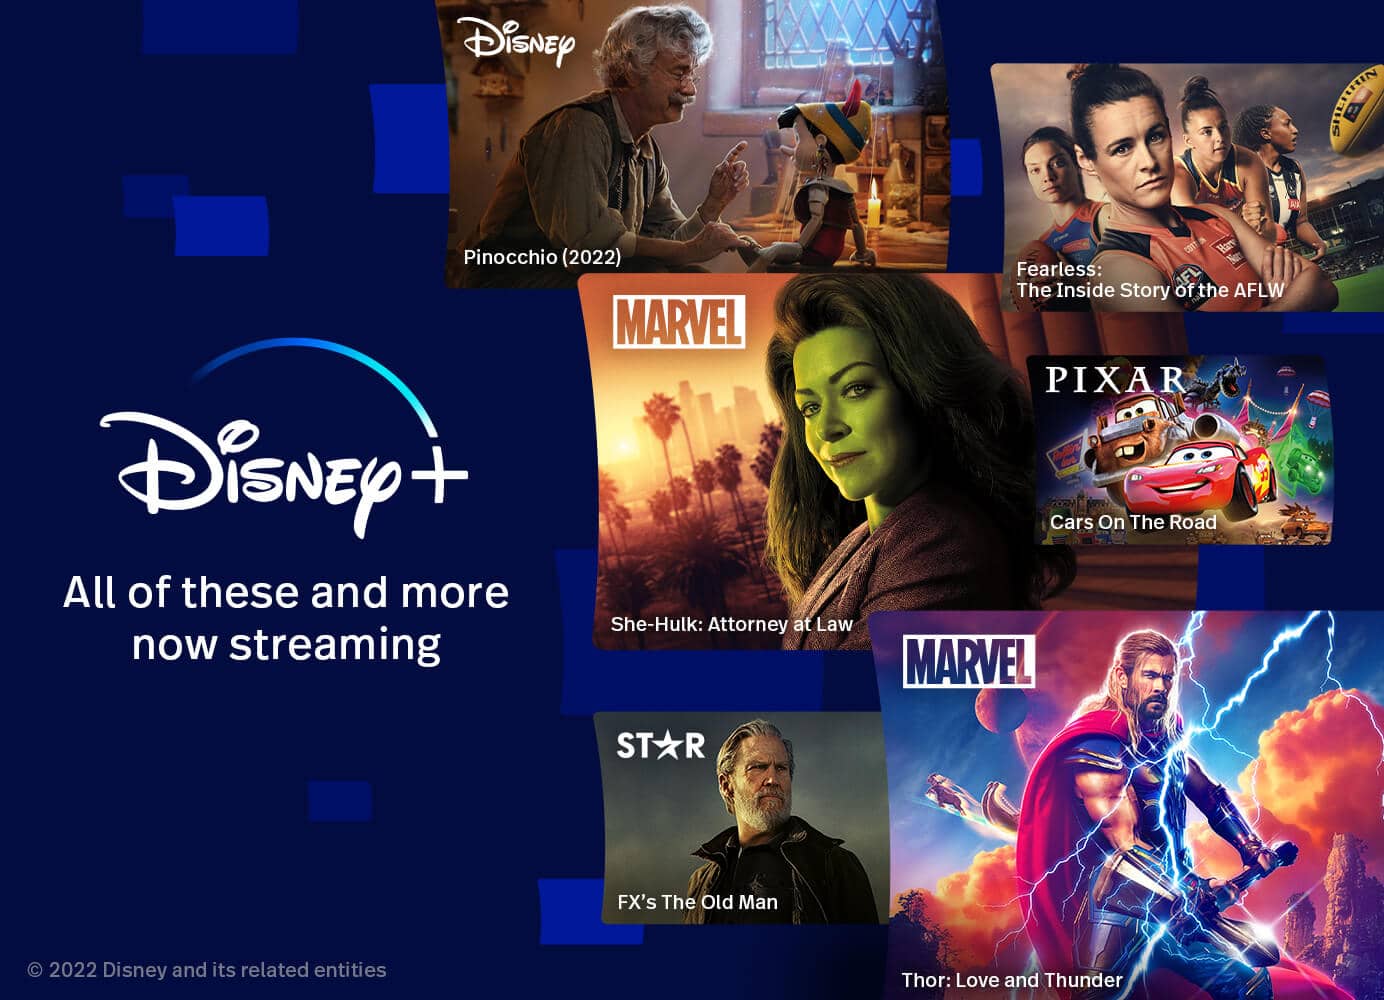 DISNEY
Pinocchio (2022)
SHERRIN
AFL
Fearless:
The Inside Story of the AFLW
MARVEL
She-Hulk: Attorney at Law
PIXAR
Cars On The Road
DISNEY+
All of these and more
now streaming
STAR
FX's The Old Man
MARVEL
Thor: Love and Thunder
© 2022 Disney and its related entities